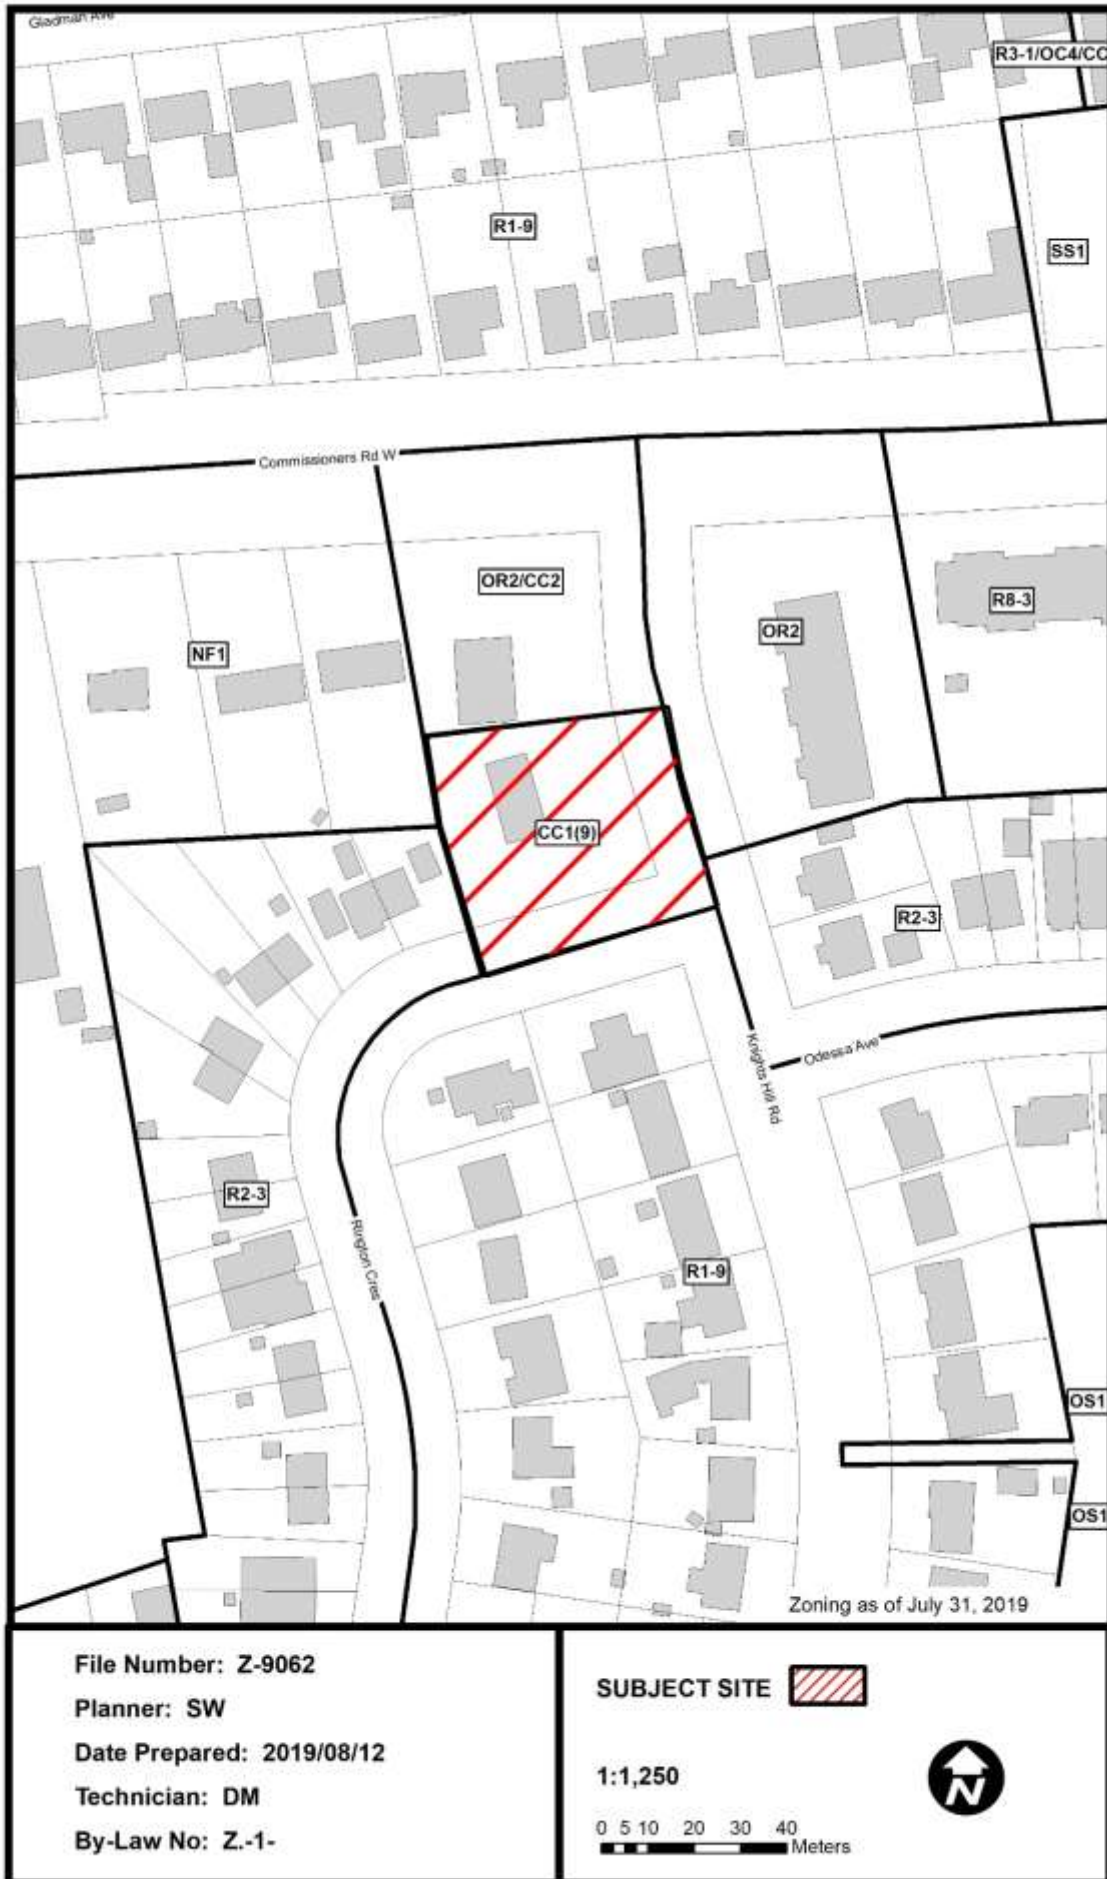 Gladman Ave
R3-1/OC4/CC
R1-9
SS1
Commissioners Rd W
OR2/CC2
R8-3
OR2
NF1
CC1(9)
R2-3
Knights Hill Rd
Odessa Ave
R2-3
Rington Cres
R1-9
OS1
OS1
Zoning as of July 31, 2019
File Number: Z-9062
Planner: SW
Date Prepared: 2019/08/12
Technician: DM
By-Law No: Z.-1-
SUBJECT SITE
1:1,250
N
0 5 10 20 30 40
Meters